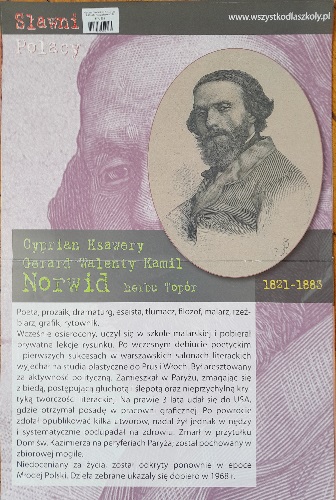 Sławni
Polacy
www.wszystkodlaszkoly.pl
Cyprian Ksawery
Gerard Walenty Kamil
Norwid herbu Topór
1821-1883
Poeta, prozaik, dramaturg, eseista, tłumacz, filozof, malarz, rzeź-
biarz, grafik, rytownik.
Wcześnie osierocony, uczył się w szkole malarskiej i pobierał
prywatne lekcje rysunku. Po wczesnym debiucie poetyckim
i pierwszych sukcesach w warszawskich salonach literackich
wyjechał na studia plastyczne do Prus i Włoch. Był aresztowany
za aktywność polityczną. Zamieszkał w Paryżu, zmagając się
z biedą, postępującą głuchotą i ślepotą oraz nieprzychylną kry-
tyką twórczości literackiej. Na prawie 3 lata udał się do USA,
gdzie otrzymał posadę w pracowni graficznej. Po powrocie
zdołał opublikować kilka utworów, nadal żył jednak w nędzy
i systematycznie podupadał na zdrowiu. Zmarł w przytułku
Dom św. Kazimierza na peryferiach Paryża, został pochowany w
zbiorowej mogile.
Niedoceniany za życia, został odkryty ponownie w epoce
Młodej Polski. Dzieła zebrane ukazały się dopiero w 1968 r.